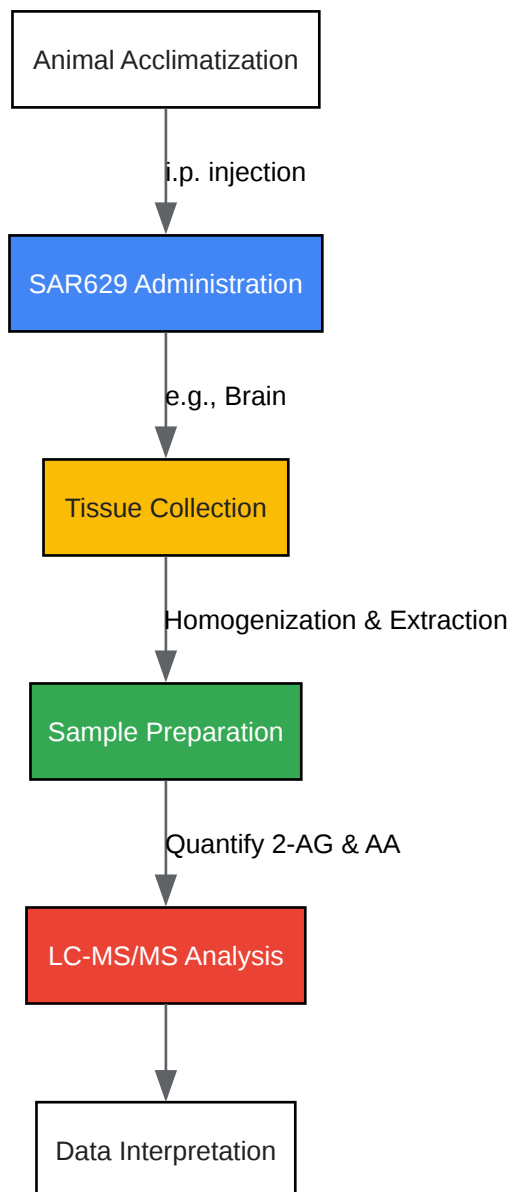 Animal Acclimatization
i.p. injection
SAR629 Administration
e.g., Brain
Tissue Collection
Homogenization & Extraction
Sample Preparation
Quantify 2-AG & AA
LC-MS/MS Analysis
Data Interpretation